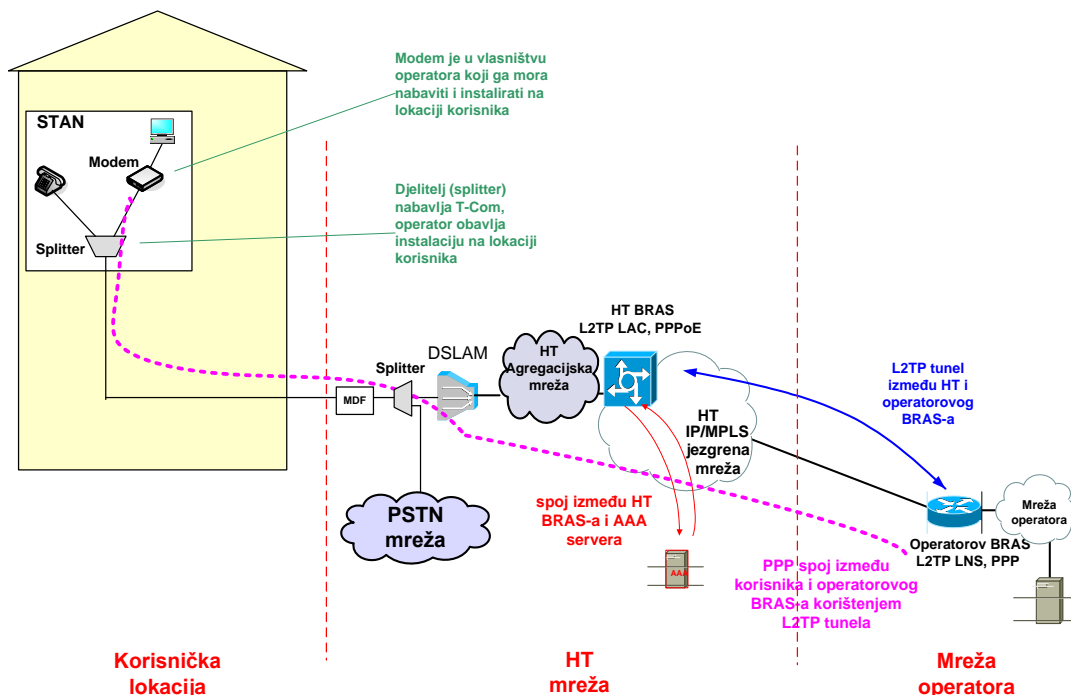 Modem je u vlasništvu
operatora koji ga mora
nabaviti i instalirati na
lokaciji korisnika
STAN
Modem
Djelitelj (splitter)
nabavlja T-Com,
operator obavlja
instalaciju na lokaciji
korisnika
Splitter
HT BRAS
L2TP LAC, PPPoE
Splitter
DSLAM
HT
Agregacijska
mreža
L2TP tunel
između HT i
operatorovog
BRAS-a
MDF
HT
IP/MPLS
jezgrena
mreža
PSTN
mreža
spoj između HT
BRAS-a i AAA
servera
AAA
Mreža
operatora
Operatorov BRAS
L2TP LNS, PPP
PPP spoj između
korisnika i operatorovog
BRAS-a korištenjem
L2TP tunela
Korisnička
lokacija
HT
mreža
Mreža
operatora